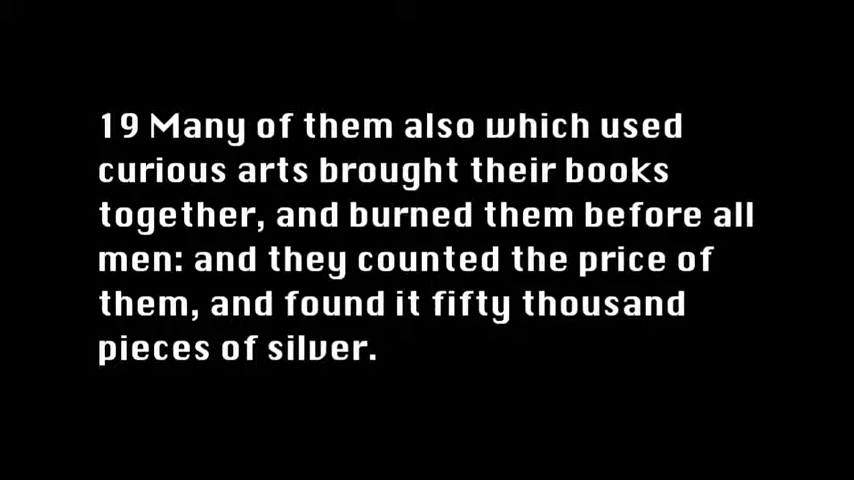 19 Many of them also which used
curious arts brought their books
together, and burned them before all
men: and they counted the price of
them, and found it fifty thousand
pieces of silver.